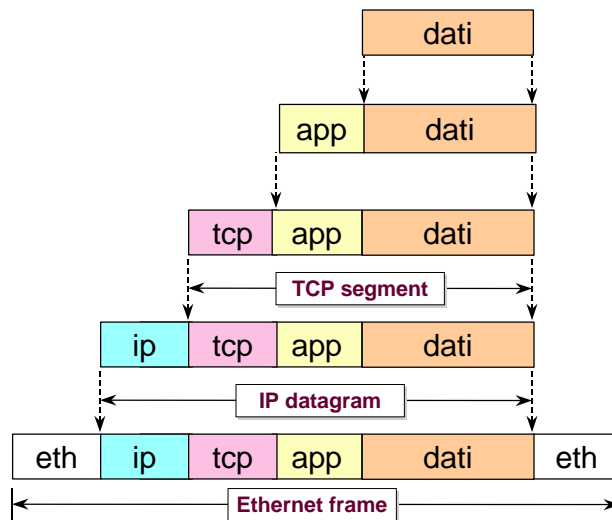 dati
app dati
tcp app dati
TCP segment
ip tcp app dati
IP datagram
eth ip tcp app dati eth
Ethernet frame